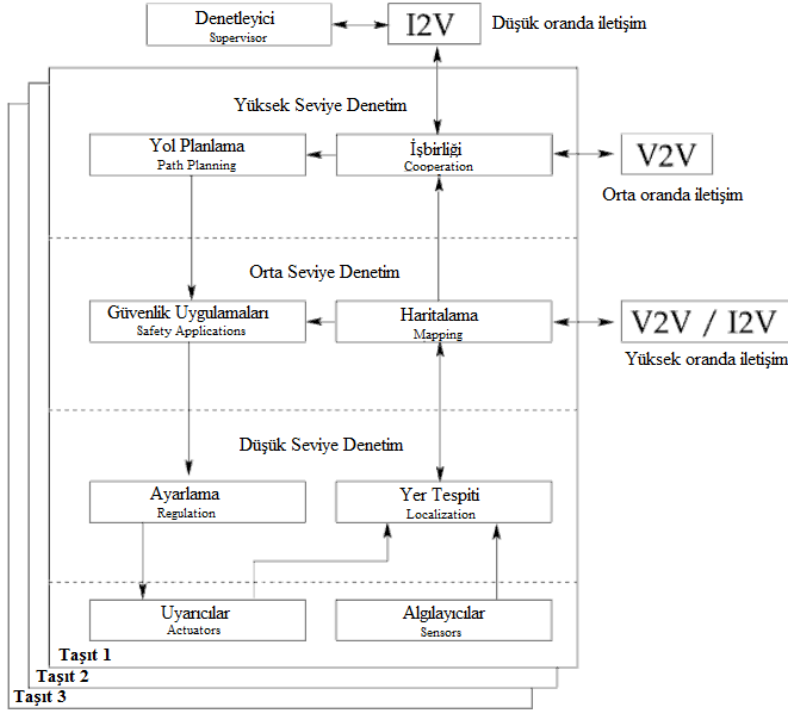 Denetleyici
Supervisor
I2V
Düşük oranda iletişim
Yüksek Seviye Denetim
Yol Planlama
Path Planning
İşbirliği
Cooperation
V2V
Orta oranda iletişim
Orta Seviye Denetim
Güvenlik Uygulamaları
Safety Applications
Haritalama
Mapping
V2V / I2V
Yüksek oranda iletişim
Düşük Seviye Denetim
Ayarlama
Regulation
Yer Tespiti
Localization
Uyarıcılar
Actuators
Algılayıcılar
Sensors
Taşıt 1
Taşıt 2
Taşıt 3